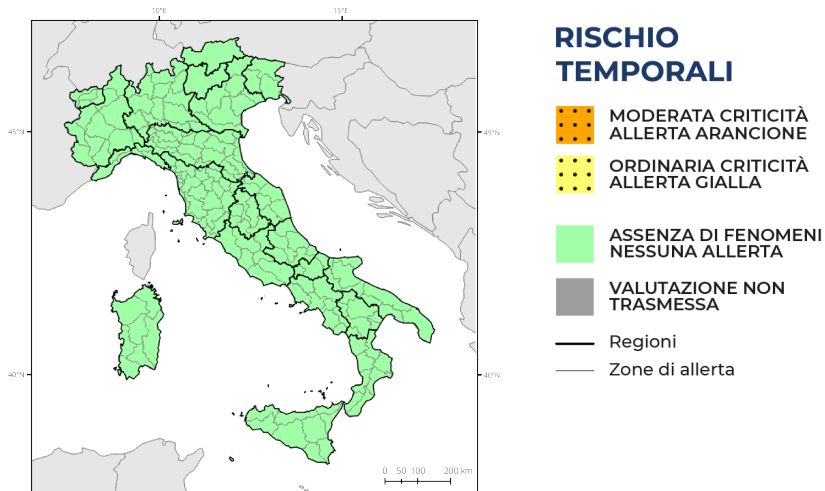 10°E 15°E
45°N 45°N
40°N 40°N
0 50 100 200 km
RISCHIO
TEMPORALI
MODERATA CRITICITÀ
ALLERTA ARANCIONE
ORDINARIA CRITICITÀ
ALLERTA GIALLA
ASSENZA DI FENOMENI
NESSUNA ALLERTA
VALUTAZIONE NON
TRASMESSA
Regioni
Zone di allerta